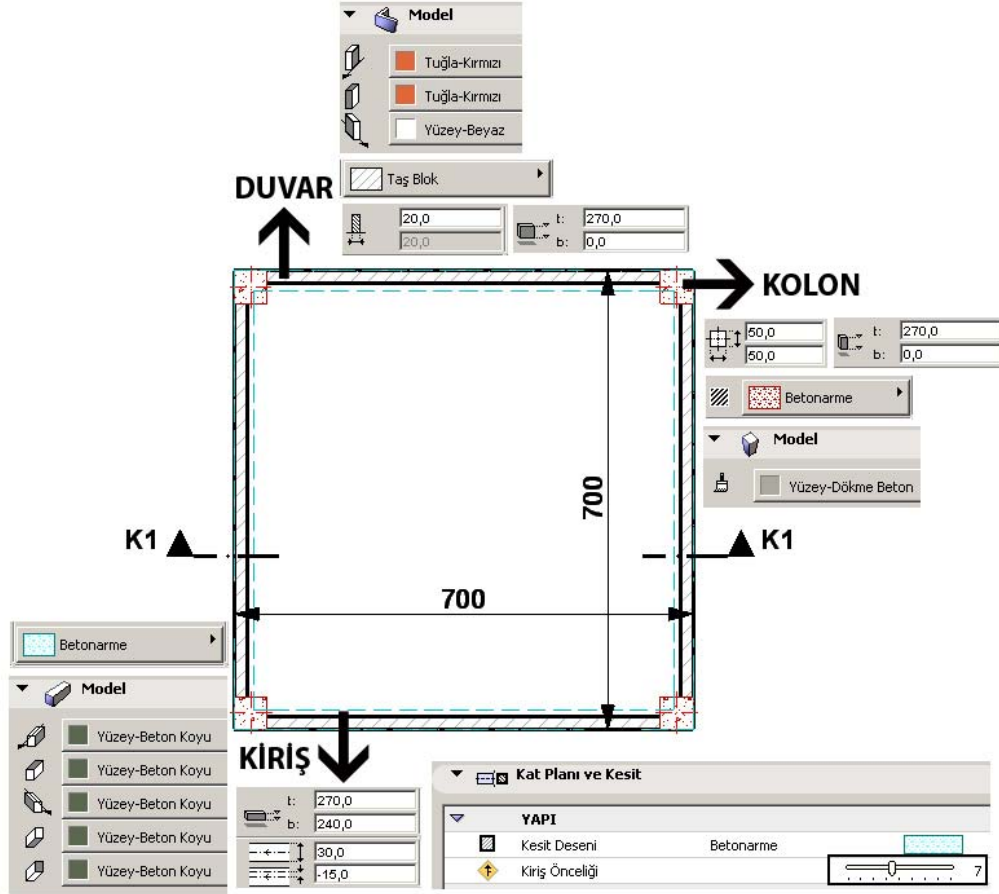 Model
Tuğla-Kırmızı
Tuğla-Kırmızı
Yüzey-Beyaz
Taş Blok
DUVAR
20,0
20,0
t: 270,0
b: 0,0
KOLON
50,0
50,0
t: 270,0
b: 0,0
Betonarme
Model
Yüzey-Dökme Beton
700
K1
K1
700
Betonarme
Model
Yüzey-Beton Koyu
Yüzey-Beton Koyu
Yüzey-Beton Koyu
Yüzey-Beton Koyu
Yüzey-Beton Koyu
KİRİŞ
t: 270,0
b: 240,0
30,0
-15,0
Kat Planı ve Kesit
YAPI
Kesit Deseni Betonarme
Kiriş Önceliği 7